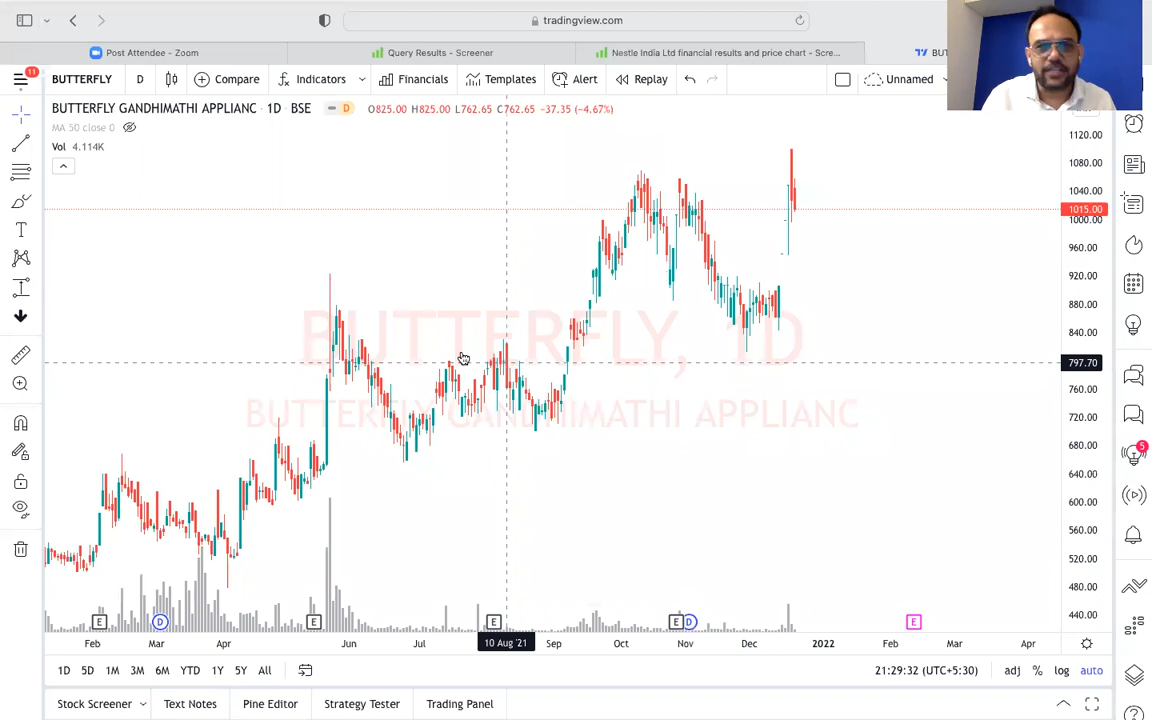 tradingview.com
Post Attendee - Zoom
Query Results - Screener
Nestle India Ltd financial results and price chart - Scre...
BUT
11
BUTTERFLY
D
Compare
Indicators
Financials
Templates
Alert
Replay
Unnamed
BUTTERFLY GANDHIMATHI APPLIANC · 1D · BSE
D
O825.00 H825.00 L762.65 C762.65 −37.35 (−4.67%)
MA 50 close 0
Vol 4.114K
BUTTERFLY, 1D
BUTTERFLY GANDHIMATHI APPLIANC
1120.00
1080.00
1040.00
1015.00
1000.00
960.00
920.00
880.00
840.00
797.70
760.00
720.00
680.00
640.00
600.00
560.00
520.00
480.00
440.00
5
E
D
E
E
E
D
E
Feb
Mar
Apr
Jun
Jul
10 Aug '21
Sep
Oct
Nov
Dec
2022
Feb
Mar
Apr
1D
5D
1M
3M
6M
YTD
1Y
5Y
All
21:29:32 (UTC+5:30)
adj
%
log
auto
Stock Screener
Text Notes
Pine Editor
Strategy Tester
Trading Panel